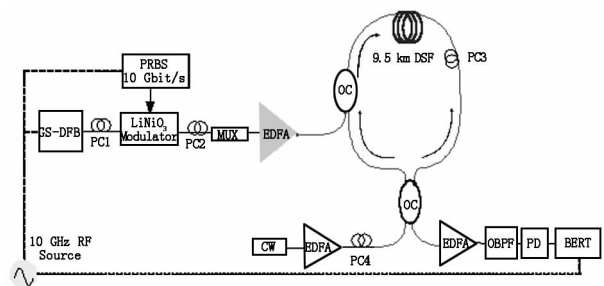 PRBS
10 Gbit/s
9.5 km DSF
PC3
OC
GS-DFB
PC1
LiNiO3
Modulator
PC2
MUX
EDFA
OC
10 GHz RF
Source
CW
EDFA
PC4
EDFA
OBPF
PD
BERT